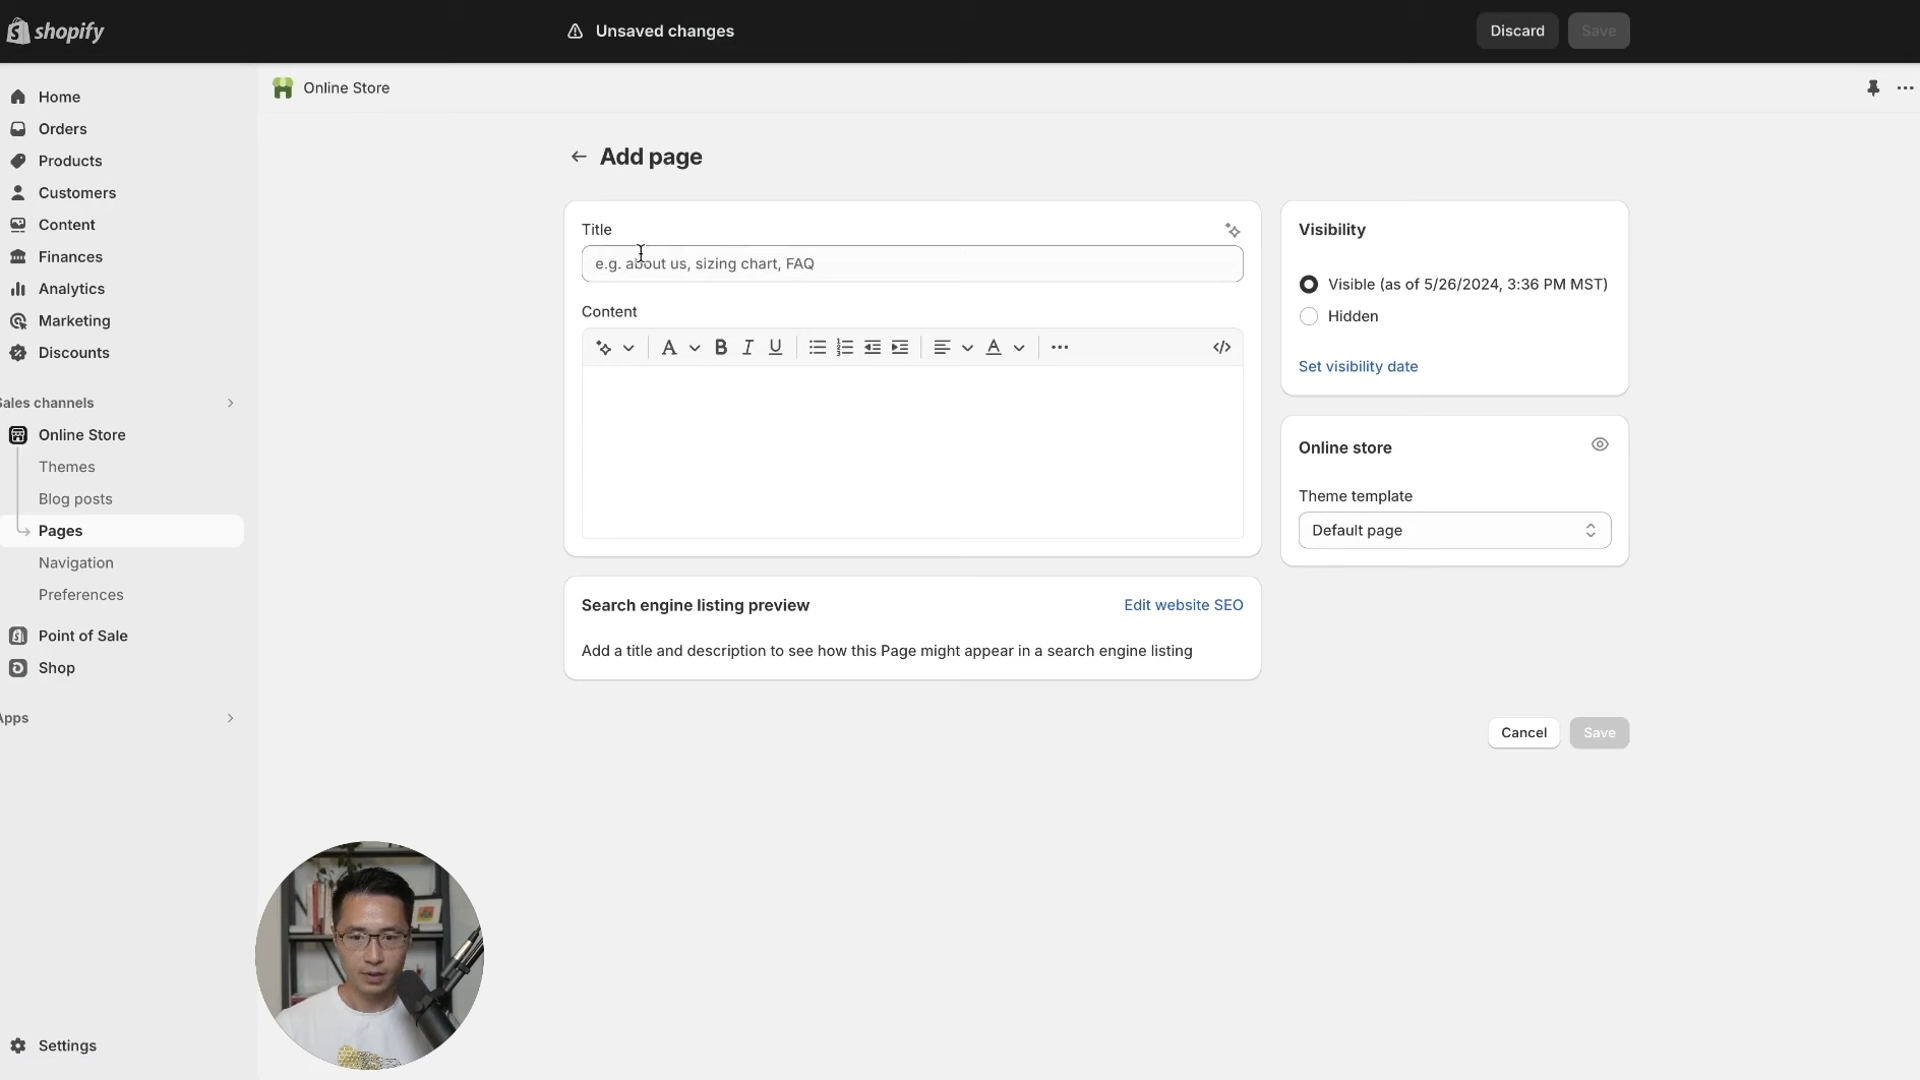 shopify
Unsaved changes
Discard
Save
Home
Orders
Products
Customers
Content
Finances
Analytics
Marketing
Discounts
Sales channels
Online Store
Themes
Blog posts
Pages
Navigation
Preferences
Point of Sale
Shop
Apps
Settings
Online Store
Add page
Title
e.g. about us, sizing chart, FAQ
Content
Search engine listing preview
Edit website SEO
Add a title and description to see how this Page might appear in a search engine listing
Visibility
Visible (as of 5/26/2024, 3:36 PM MST)
Hidden
Set visibility date
Online store
Theme template
Default page
Cancel
Save